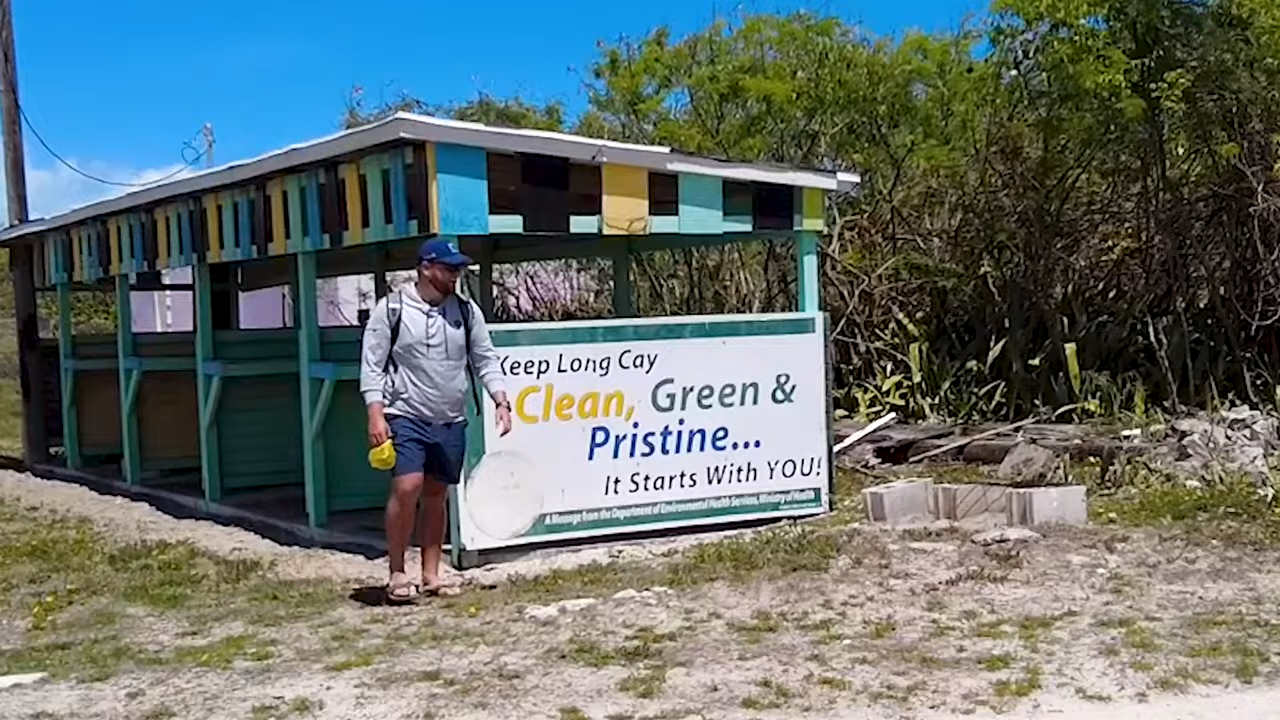 Keep Long Cay
Clean, Green &
Pristine...
It Starts With YOU!
A Message from the Department of Environmental Health Services, Ministry of Health